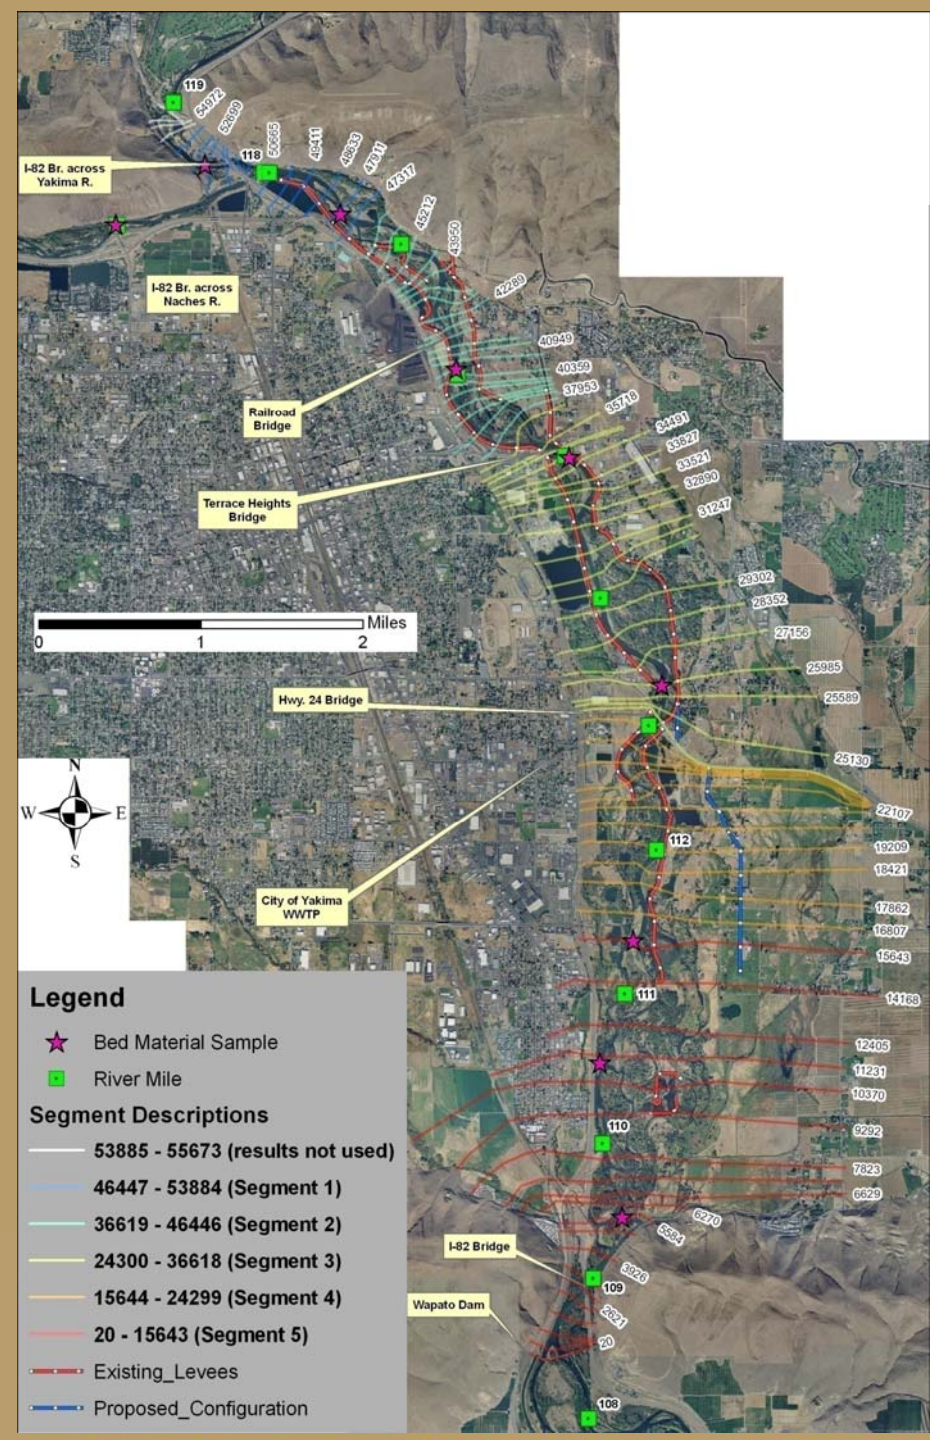 119
54972
52699
118
50665
49411
48633
47911
47317
I-82 Br. across
Yakima R.
45212
43950
I-82 Br. across
Naches R.
42289
40949
40359
37953
35718
Railroad
Bridge
34491
33827
33521
32890
31247
Terrace Heights
Bridge
29302
28352
27156
Miles
0 1 2
25985
25589
Hwy. 24 Bridge
25130
N
W E
S
22107
112
19209
18421
City of Yakima
WWTP
17862
16807
15643
111
14168
12405
11231
10370
110
9292
7823
6629
6270
5584
I-82 Bridge
3926
109
Wapato Dam
2621
20
108
Legend
Bed Material Sample
River Mile
Segment Descriptions
53885 - 55673 (results not used)
46447 - 53884 (Segment 1)
36619 - 46446 (Segment 2)
24300 - 36618 (Segment 3)
15644 - 24299 (Segment 4)
20 - 15643 (Segment 5)
Existing_Levees
Proposed_Configuration